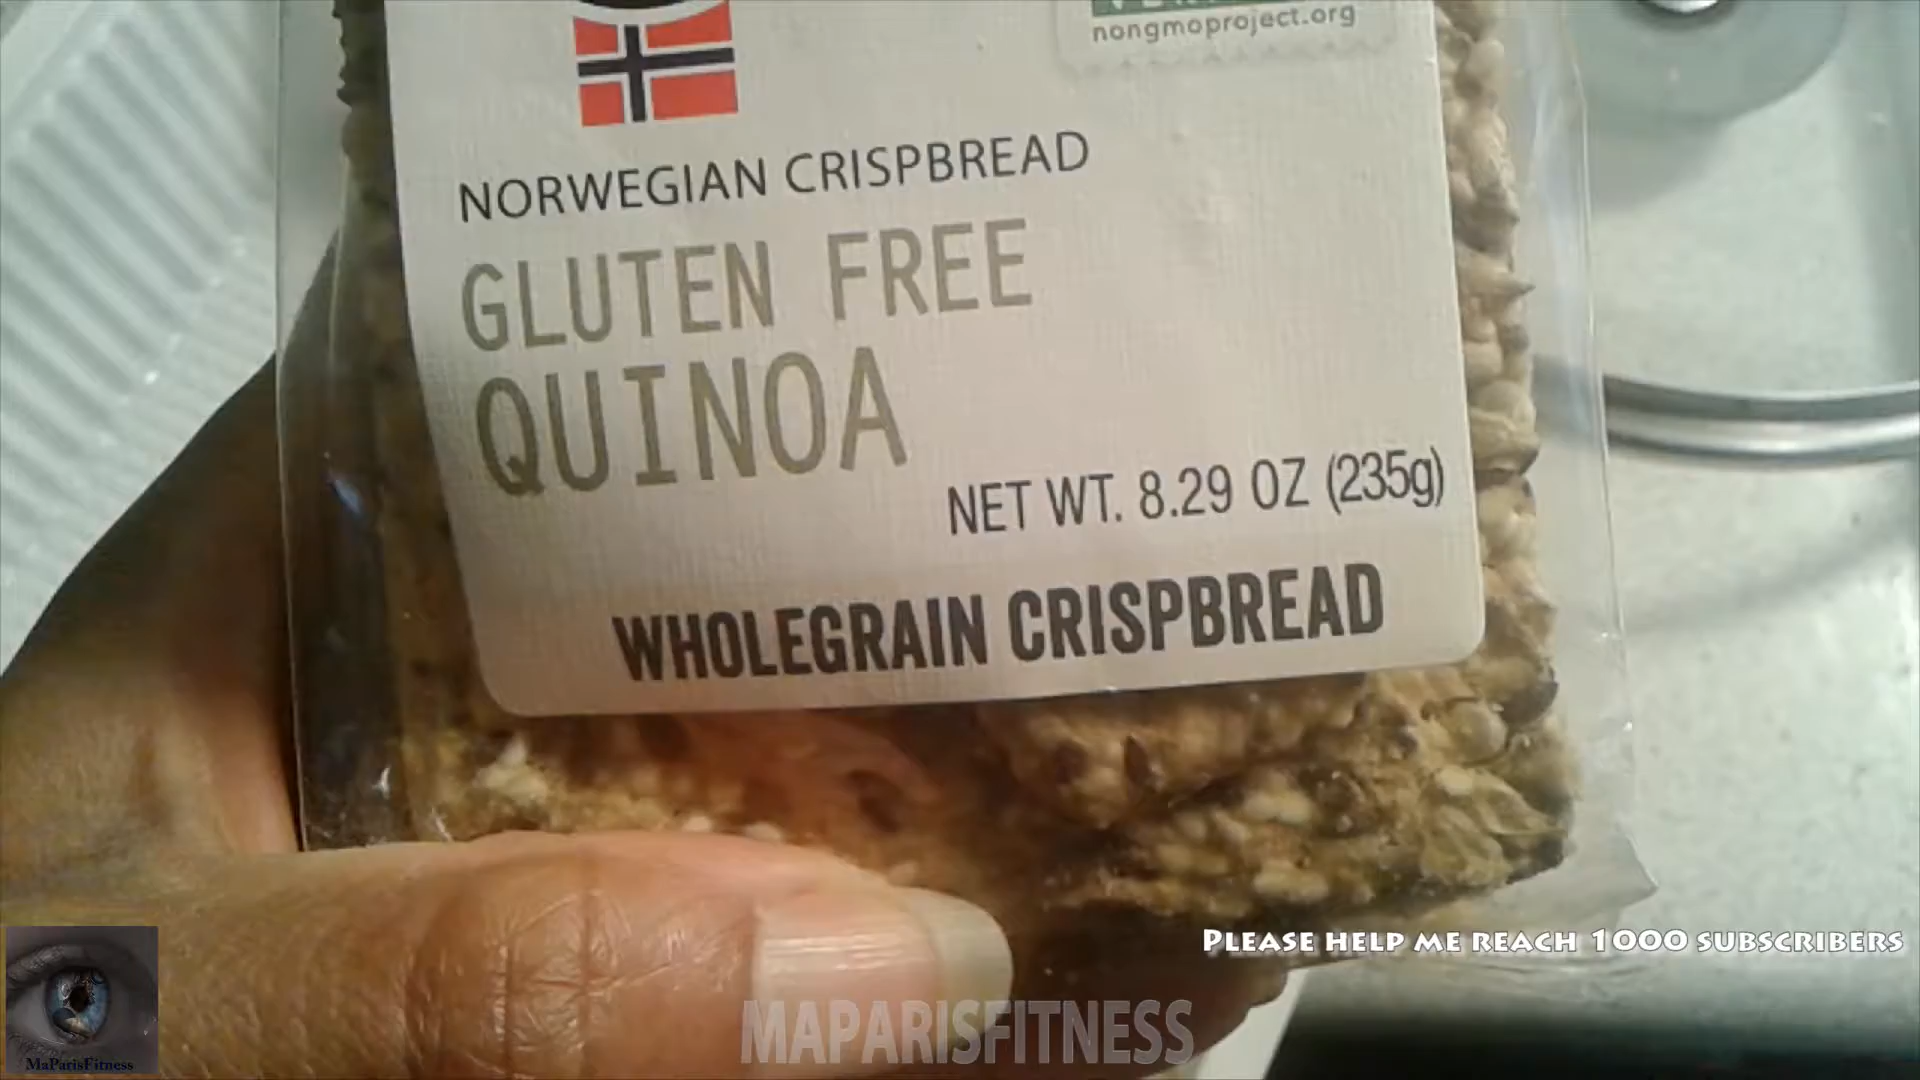 nongmoproject.org
NORWEGIAN CRISPBREAD
GLUTEN FREE
QUINOA
NET WT. 8.29 OZ (235g)
WHOLEGRAIN CRISPBREAD
PLEASE HELP ME REACH 1000 SUBSCRIBERS
MAPARISFITNESS
MaParisFitness